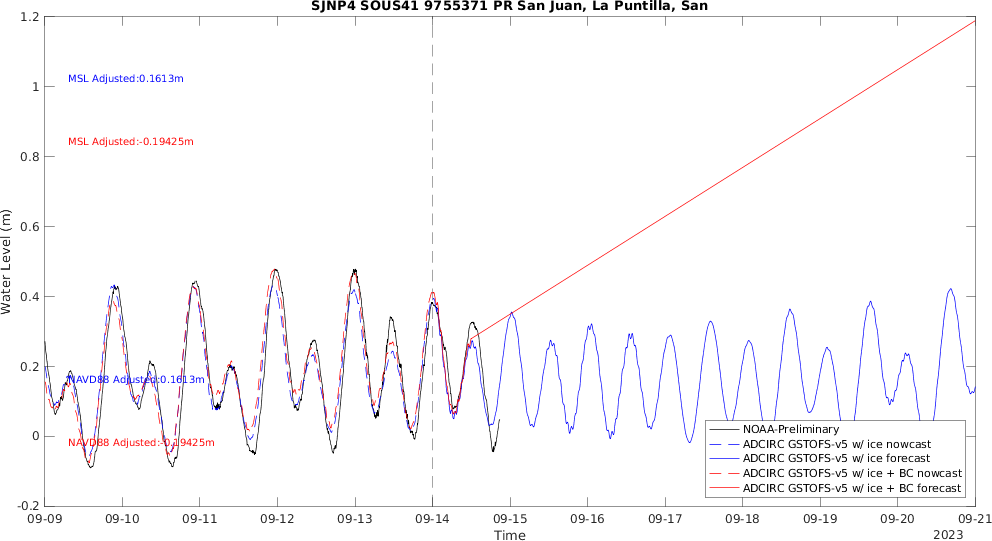 SJNP4 SOUS41 9755371 PR San Juan, La Puntilla, San
1.2
MSL Adjusted:0.1613m
1
MSL Adjusted:-0.19425m
0.8
0.6
Water Level (m)
0.4
0.2
NAVD88 Adjusted:0.1613m
0
NAVD88 Adjusted:-0.19425m
-0.2
NOAA-Preliminary
ADCIRC GSTOFS-v5 w/ ice nowcast
ADCIRC GSTOFS-v5 w/ ice forecast
ADCIRC GSTOFS-v5 w/ ice + BC nowcast
ADCIRC GSTOFS-v5 w/ ice + BC forecast
09-09 09-10 09-11 09-12 09-13 09-14 09-15 09-16 09-17 09-18 09-19 09-20 09-21
Time
2023